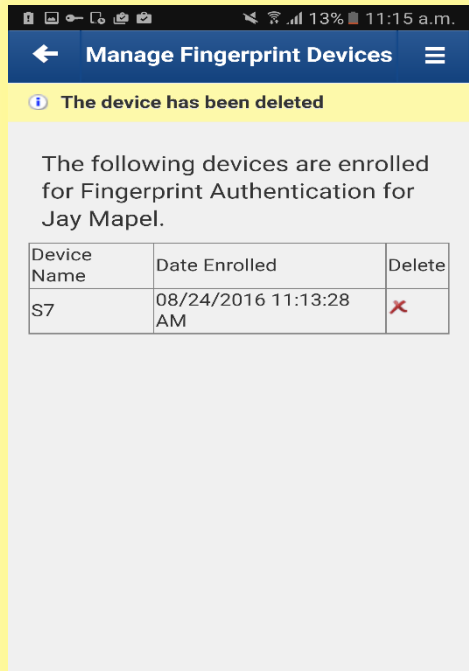 13% 11:15 a.m.
Manage Fingerprint Devices
The device has been deleted
The following devices are enrolled
for Fingerprint Authentication for
Jay Mapel.
Device Name Date Enrolled Delete
S7 08/24/2016 11:13:28 AM